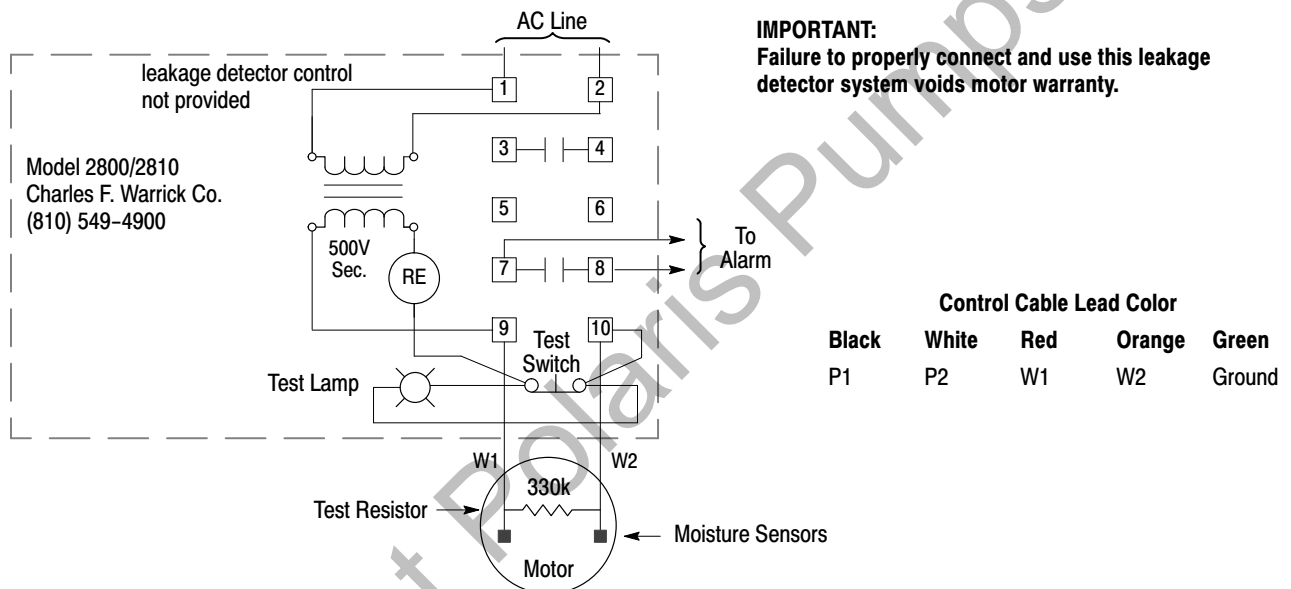 AC Line
IMPORTANT:
Failure to properly connect and use this leakage
detector system voids motor warranty.
leakage detector control
not provided
1
2
3
4
Model 2800/2810
Charles F. Warrick Co.
(810) 549-4900
5
6
500V
Sec.
RE
7
8
To
Alarm
Control Cable Lead Color
Black White Red Orange Green
P1 P2 W1 W2 Ground
9
10
Test
Switch
Test Lamp
W1
W2
330k
Test Resistor
Moisture Sensors
Motor
t Polaris Pumps